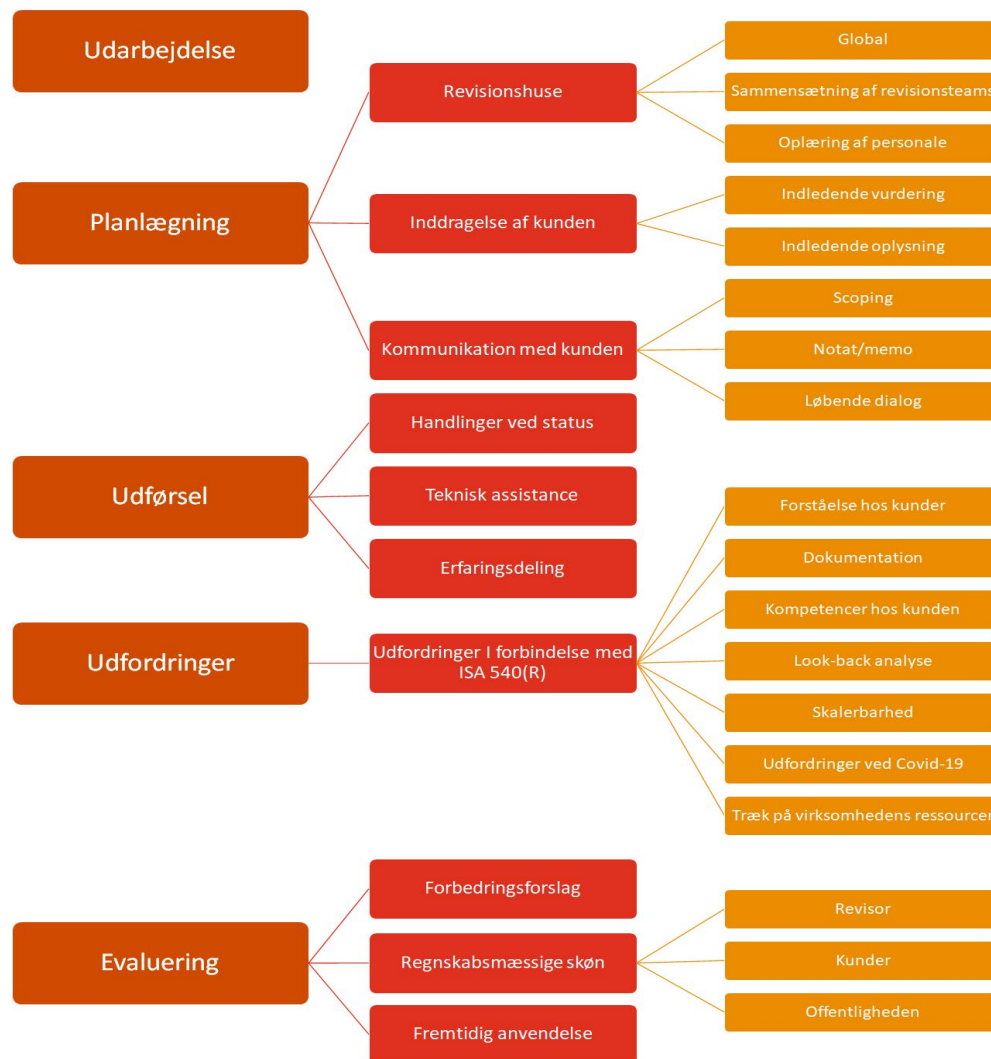 Udarbejdelse
Planlægning
Revisionshuse
Global
Sammensætning af revisionsteams
Oplæring af personale
Inddragelse af kunden
Indledende vurdering
Indledende oplysning
Kommunikation med kunden
Scoping
Notat/memo
Løbende dialog
Udførsel
Handlinger ved status
Teknisk assistance
Erfaringsdeling
Udfordringer
Udfordringer I forbindelse med
ISA 540(R)
Forståelse hos kunder
Dokumentation
Kompetencer hos kunden
Look-back analyse
Skalerbarhed
Udfordringer ved Covid-19
Træk på virksomhedens ressourcer
Evaluering
Forbedringsforslag
Regnskabsmæssige skøn
Revisor
Kunder
Offentligheden
Fremtidig anvendelse